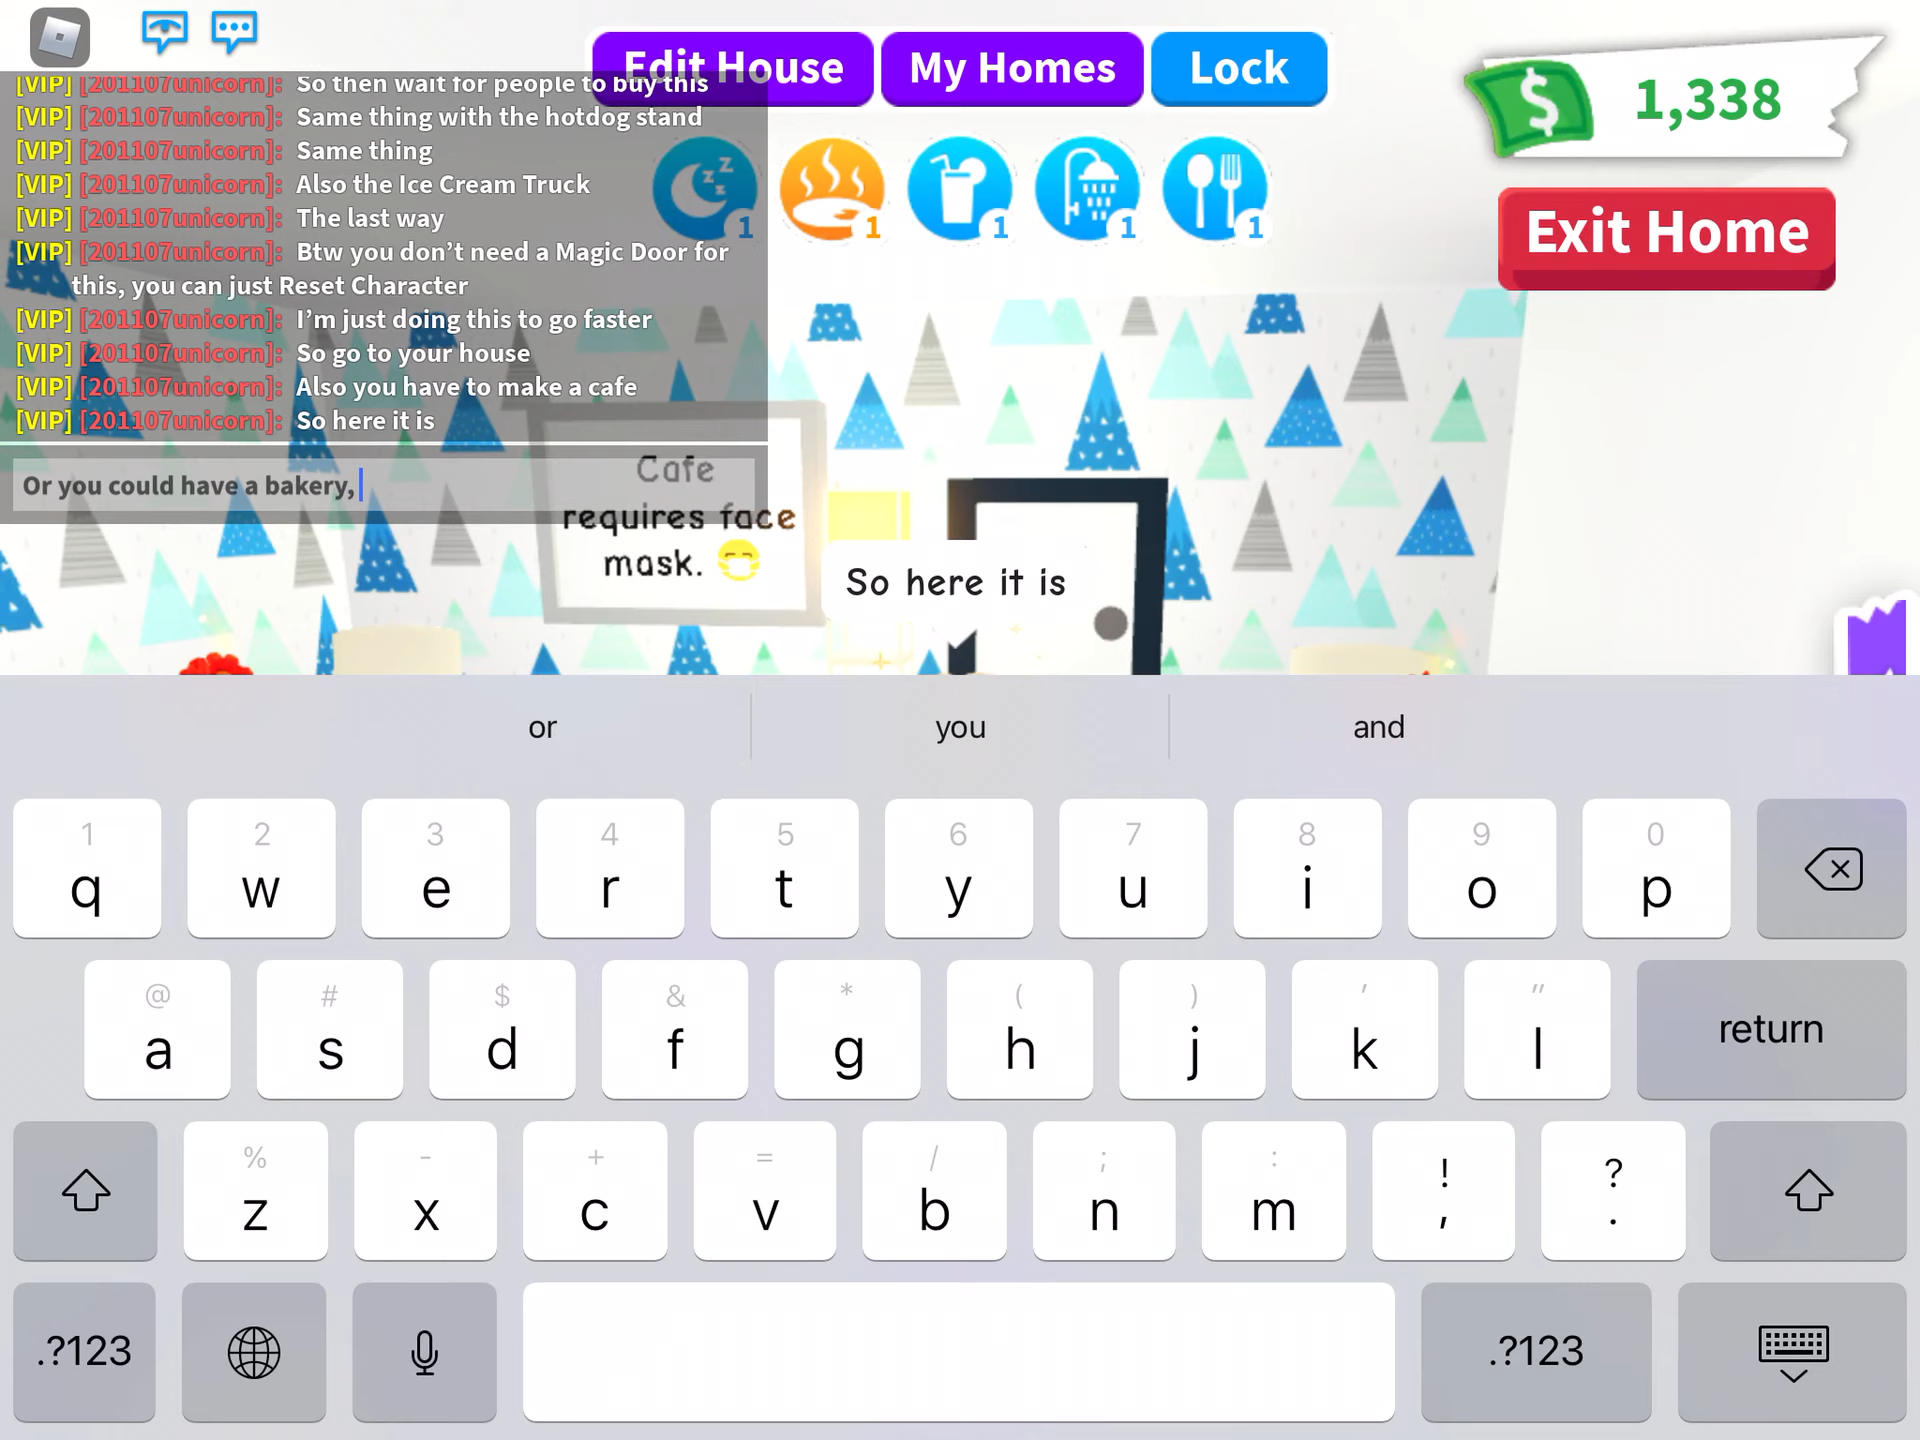 Edit House My Homes Lock
1,338
Exit Home
1 1 1 1 1
[VIP] [201107unicorn]: So then wait for people to buy this
[VIP] [201107unicorn]: Same thing with the hotdog stand
[VIP] [201107unicorn]: Same thing
[VIP] [201107unicorn]: Also the Ice Cream Truck
[VIP] [201107unicorn]: The last way
[VIP] [201107unicorn]: Btw you don’t need a Magic Door for
this, you can just Reset Character
[VIP] [201107unicorn]: I’m just doing this to go faster
[VIP] [201107unicorn]: So go to your house
[VIP] [201107unicorn]: Also you have to make a cafe
[VIP] [201107unicorn]: So here it is
Or you could have a bakery,
Cafe
requires face
mask. 😷
So here it is
or you and
1 2 3 4 5 6 7 8 9 0
q w e r t y u i o p
@ # $ & * ( ) ' "
a s d f g h j k l return
% - + = / ; : ! ?
z x c v b n m , .
.?123 .?123